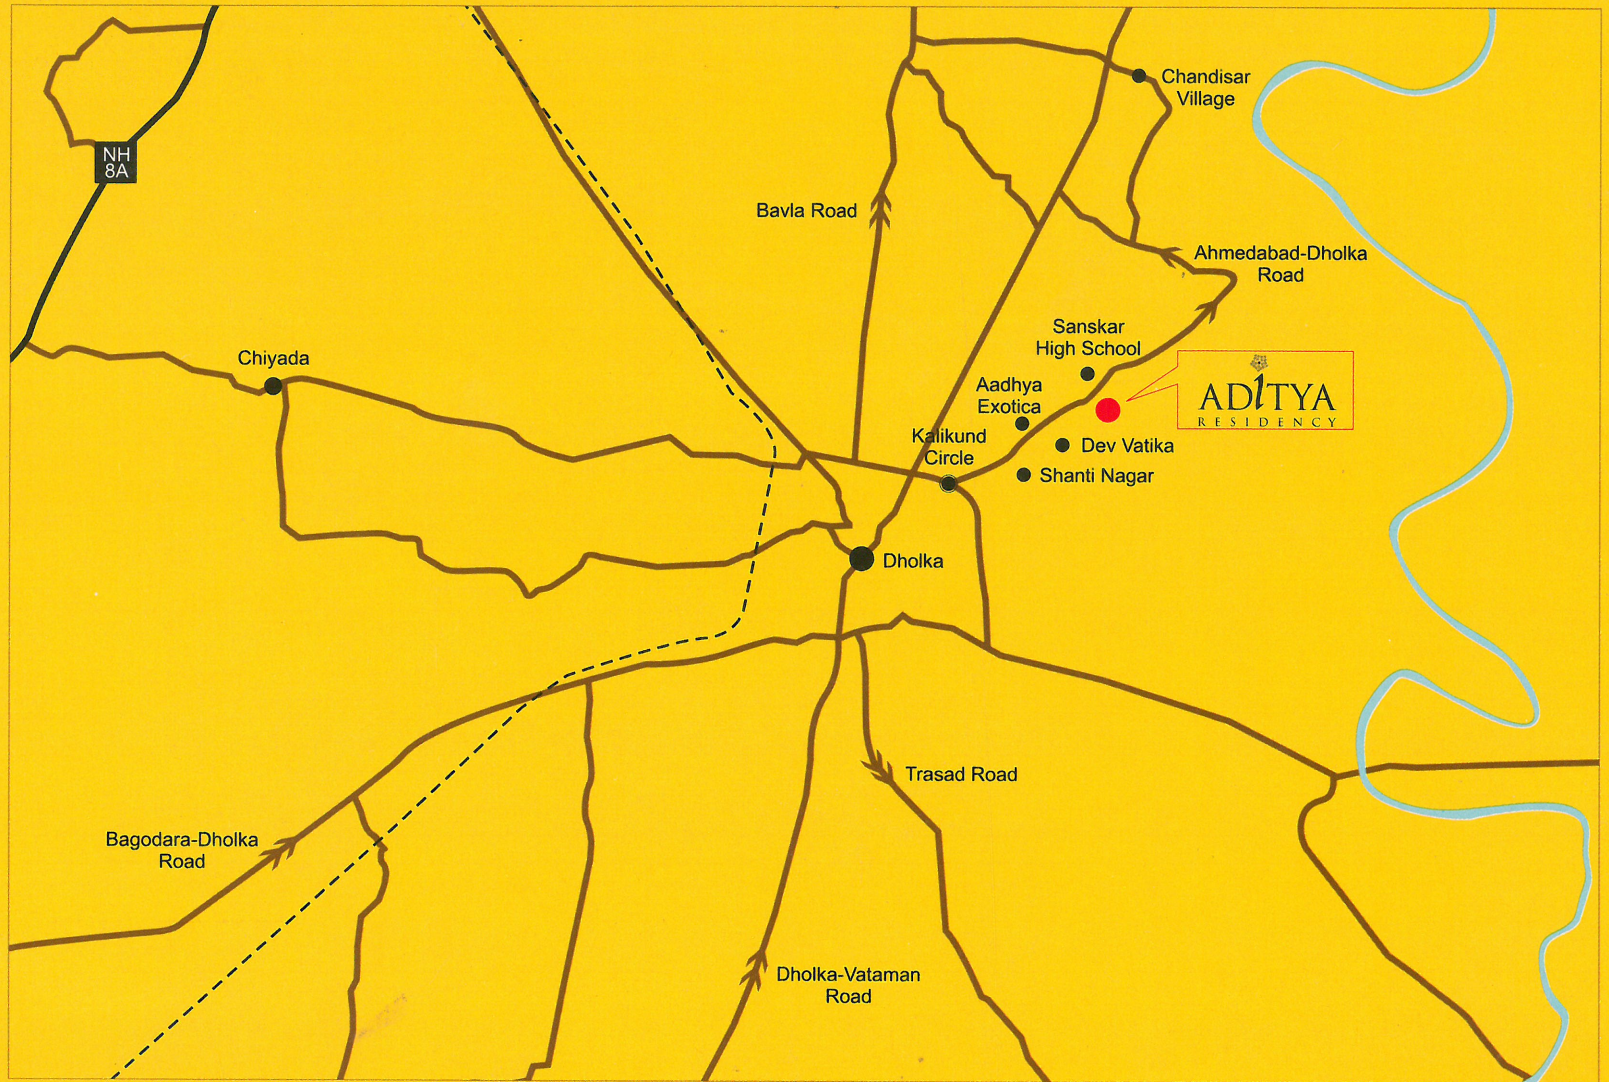 Chandisar
Village
NH
8A
Bavla Road
Ahmedabad-Dholka
Road
Sanskar
High School
Chiyada
Aadhya
Exotica
ADITYA
RESIDENCY
Kalikund
Circle
Dev Vatika
Shanti Nagar
Dholka
Trasad Road
Bagodara-Dholka
Road
Dholka-Vataman
Road